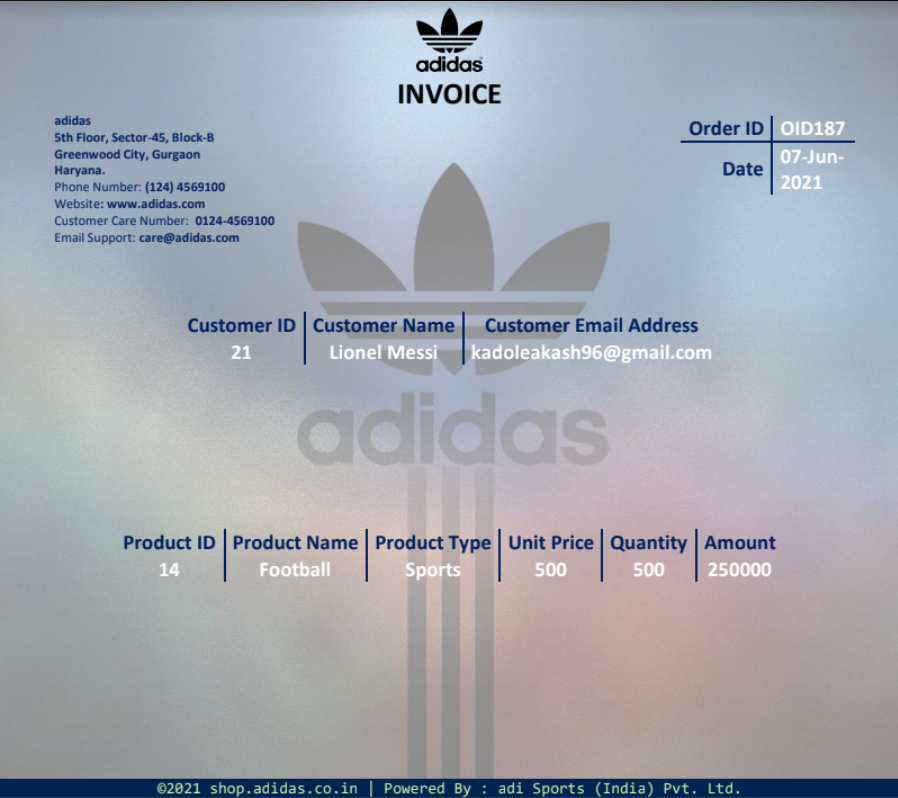 adidas
INVOICE
adidas
5th Floor, Sector-45, Block-B
Greenwood City, Gurgaon
Haryana.
Phone Number: (124) 4569100
Website: www.adidas.com
Customer Care Number: 0124-4569100
Email Support: care@adidas.com
Order ID OID187
Date 07-Jun-
2021
Customer ID Customer Name Customer Email Address
21 Lionel Messi kadoleakash96@gmail.com
adidas
Product ID Product Name Product Type Unit Price Quantity Amount
14 Football Sports 500 500 250000
©2021 shop.adidas.co.in | Powered By : adi Sports (India) Pvt. Ltd.